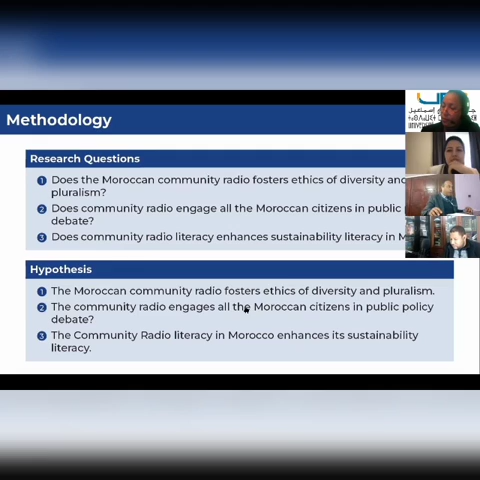 Methodology
Research Questions
1 Does the Moroccan community radio fosters ethics of diversity and
pluralism?
2 Does community radio engage all the Moroccan citizens in public
debate?
3 Does community radio literacy enhances sustainability literacy in M
Hypothesis
1 The Moroccan community radio fosters ethics of diversity and pluralism.
2 The community radio engages all the Moroccan citizens in public policy
debate?
3 The Community Radio literacy in Morocco enhances its sustainability
literacy.